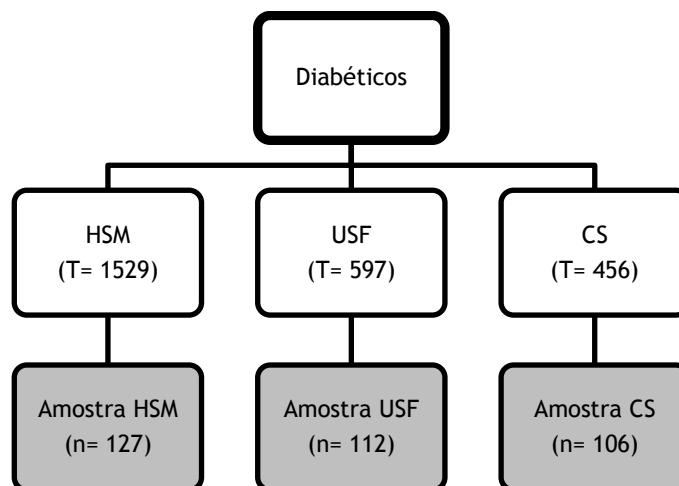 Diabéticos
HSM
(T= 1529)
USF
(T= 597)
CS
(T= 456)
Amostra HSM
(n= 127)
Amostra USF
(n= 112)
Amostra CS
(n= 106)